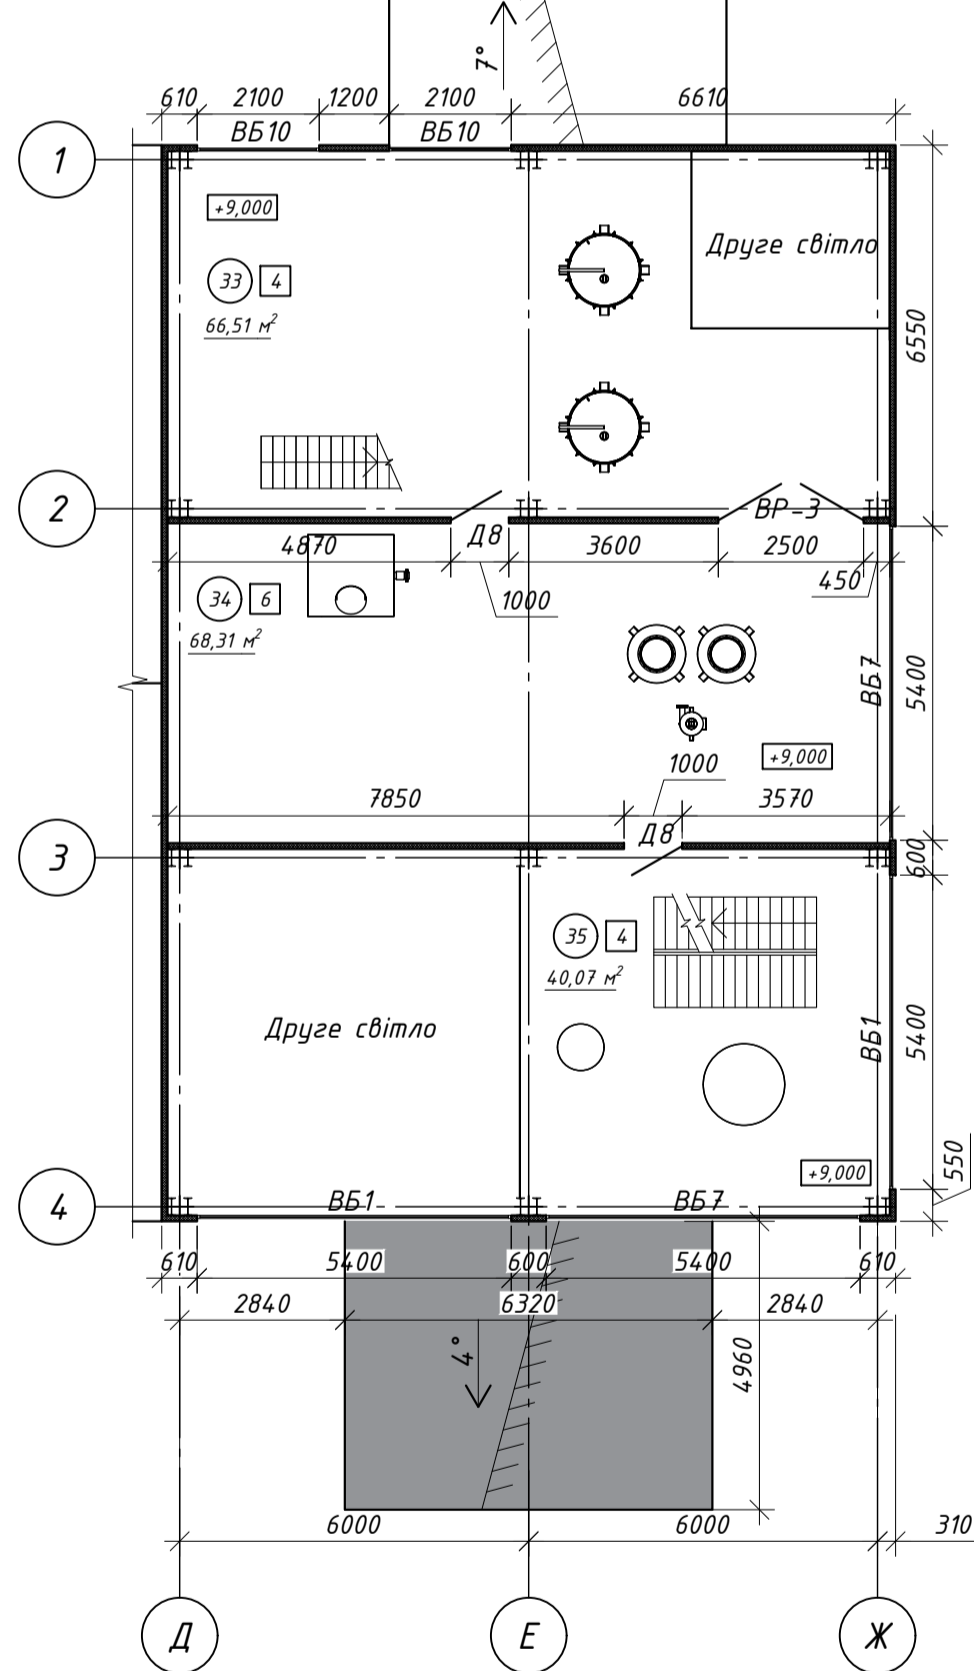 7°
610 2100 1200 2100 6610
ВБ10 ВБ10
1
+9,000
Друге світло
33 4
66,51 м²
6550
2
ВР-3
Д8
4870 3600 2500
450
1000
34 6
68,31 м²
ВБ7
5400
1000
+9,000
7850 3570
Д8
3
600
35 4
40,07 м²
Друге світло
ВБ1
5400
550
+9,000
4
ВБ1 ВБ7
610 5400 600 5400 610
2840 6320 2840
4°
4960
6000 6000 310
Д Е Ж